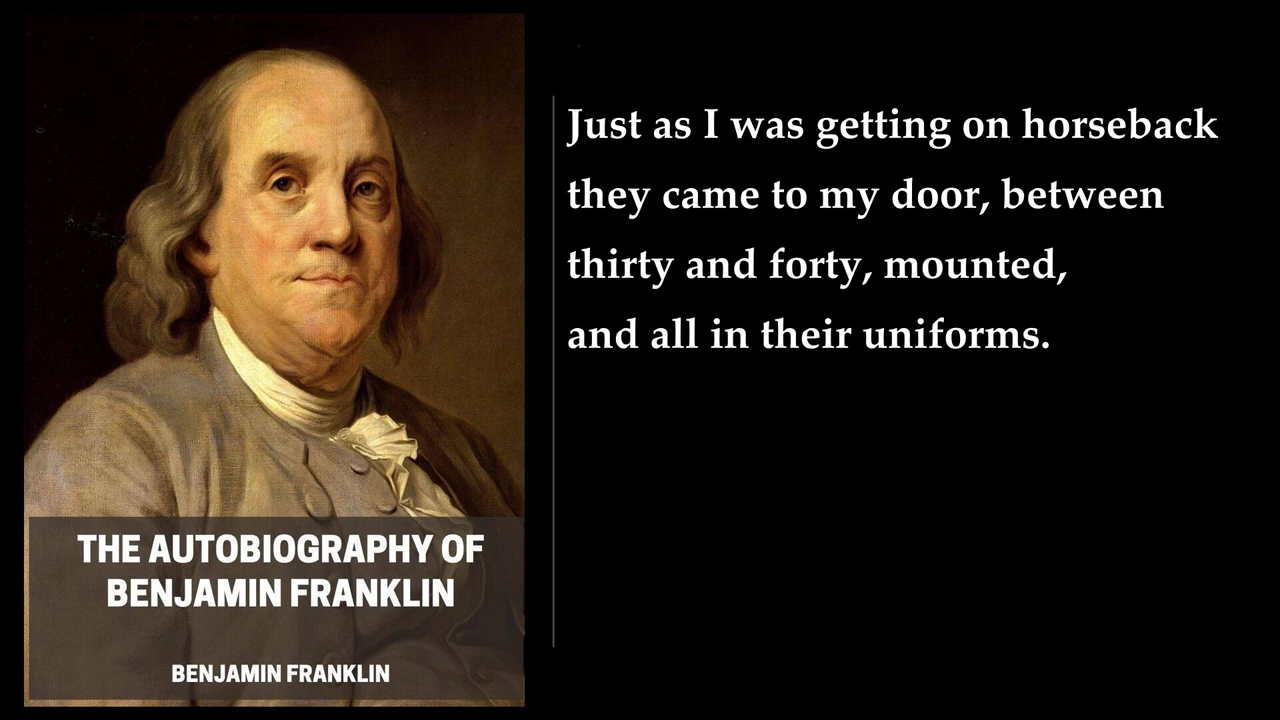 THE AUTOBIOGRAPHY OF
BENJAMIN FRANKLIN
BENJAMIN FRANKLIN
Just as I was getting on horseback
they came to my door, between
thirty and forty, mounted,
and all in their uniforms.